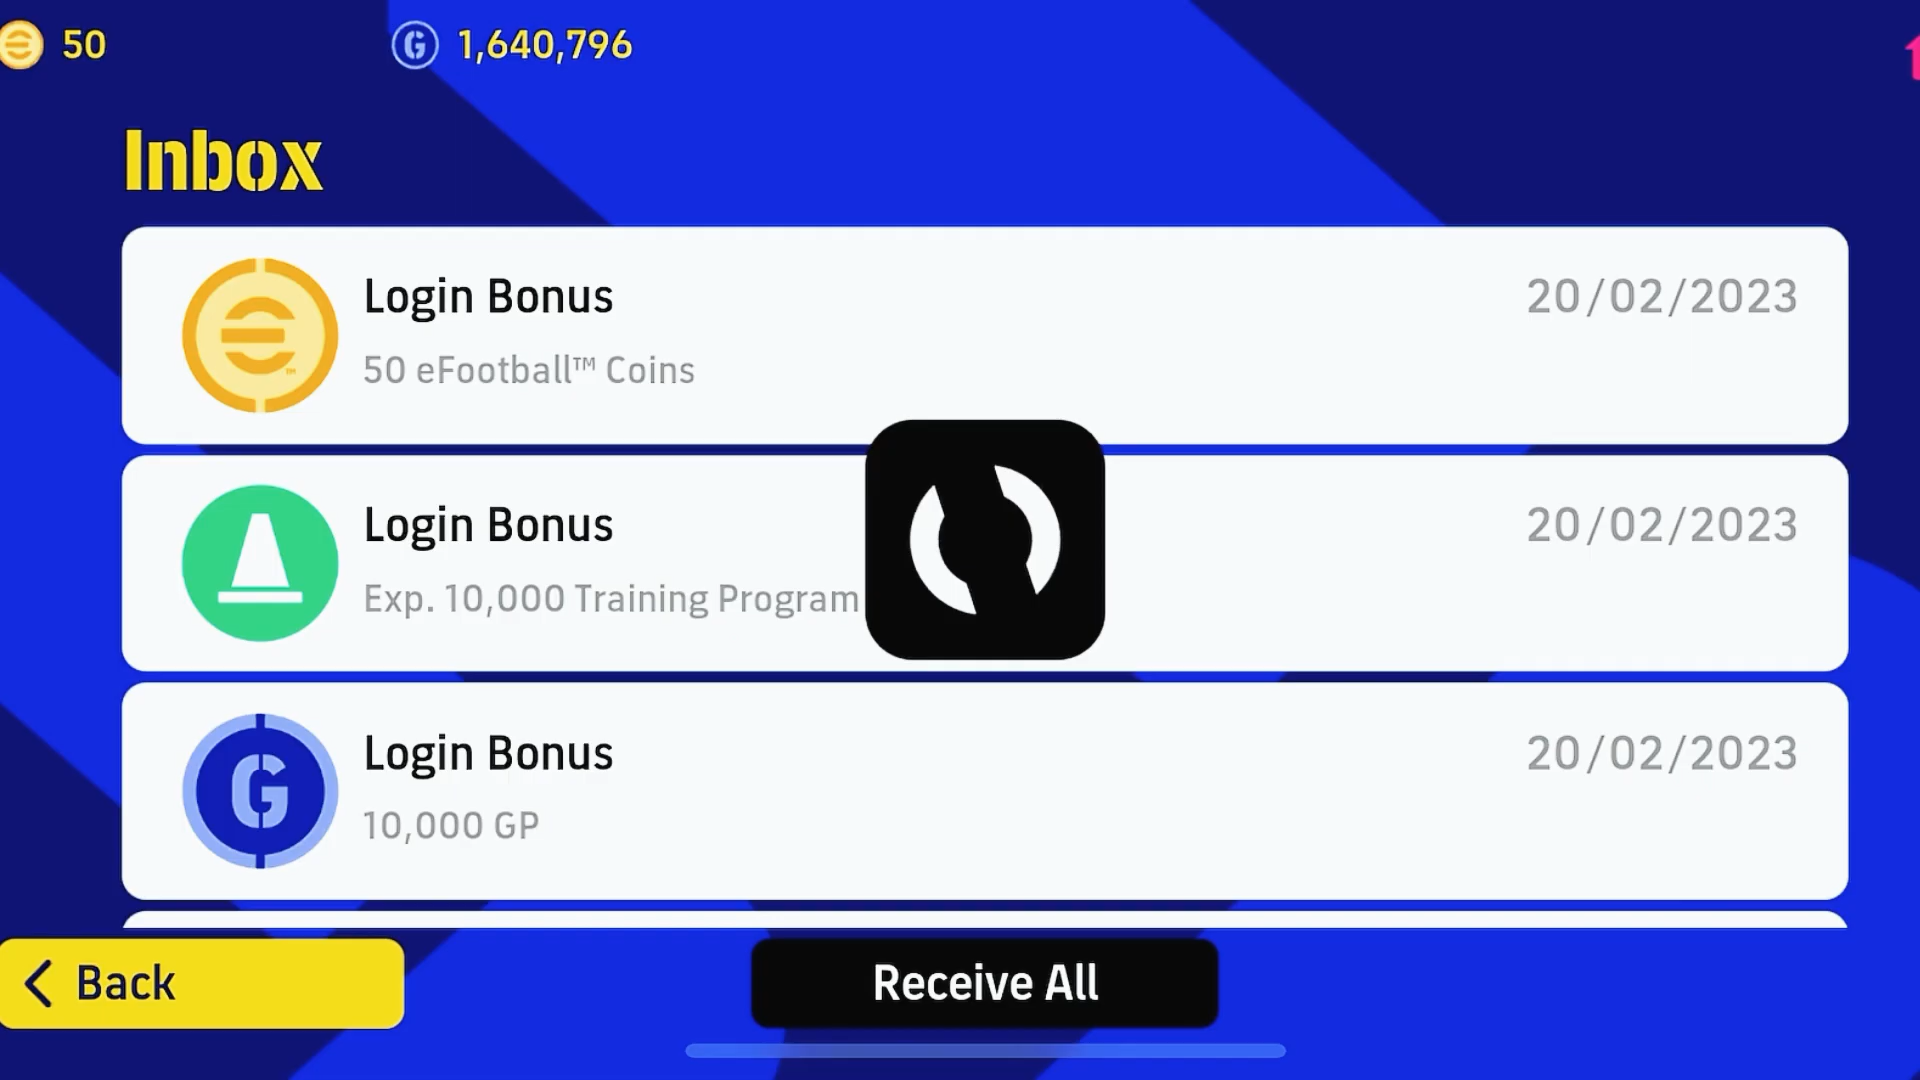 50
1,640,796
Inbox
Login Bonus
20/02/2023
50 eFootball™ Coins
Login Bonus
20/02/2023
Exp. 10,000 Training Program
Login Bonus
20/02/2023
10,000 GP
Back
Receive All